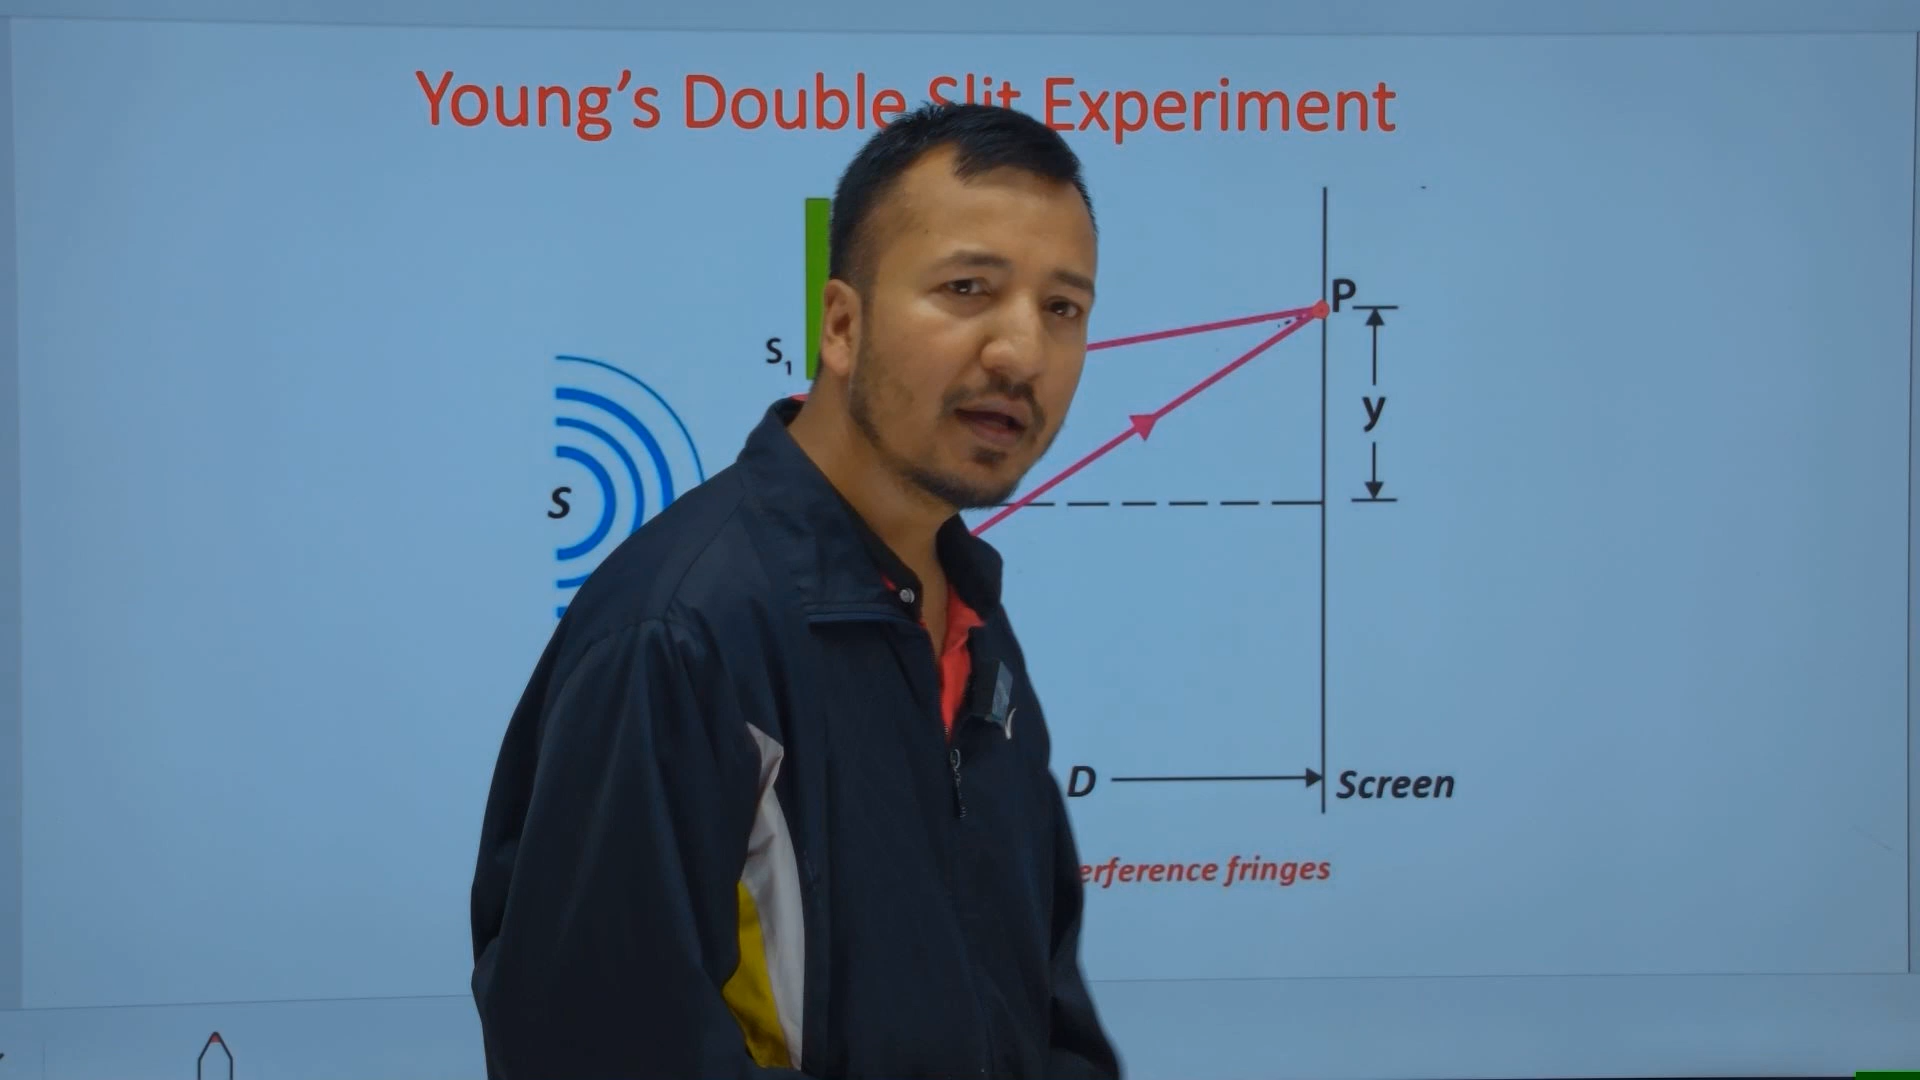 Young's Double Slit Experiment
P
S₁
y
S
D
Screen
erference fringes